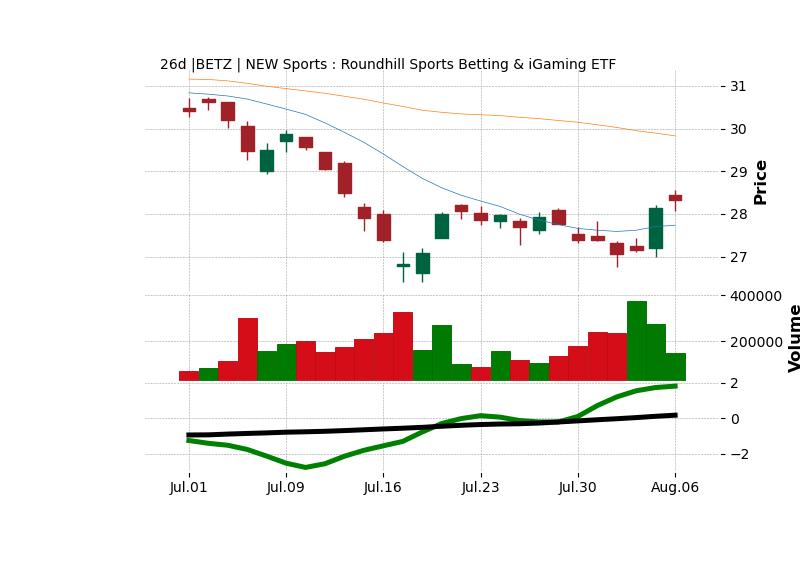 26d |BETZ | NEW Sports : Roundhill Sports Betting & iGaming ETF
31
30
29
28
27
Price
400000
200000
Volume
2
0
−2
Jul.01 Jul.09 Jul.16 Jul.23 Jul.30 Aug.06